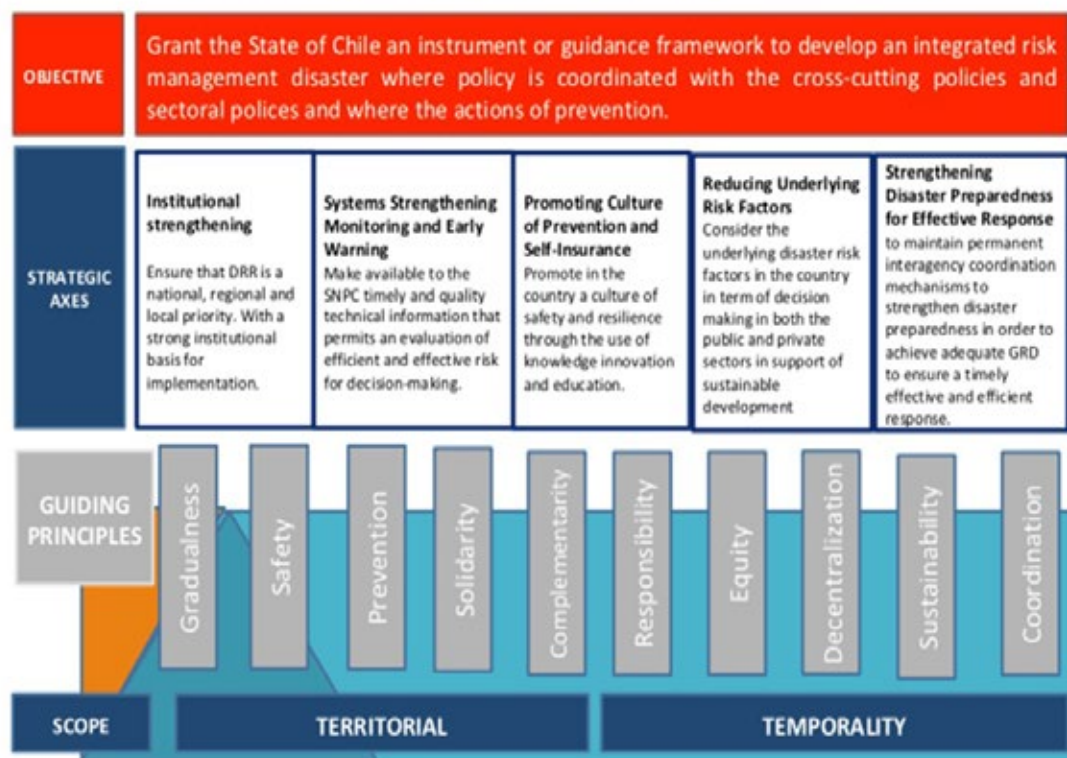 OBJECTIVE
Grant the State of Chile an instrument or guidance framework to develop an integrated risk
management disaster where policy is coordinated with the cross-cutting policies and
sectoral polices and where the actions of prevention.
STRATEGIC
AXES
Institutional
strengthening
Ensure that DRR is a
national, regional and
local priority. With a
strong institutional
basis for
implementation.
Systems Strengthening
Monitoring and Early
Warning
Make available to the
SNPC timely and quality
technical information that
permits an evaluation of
efficient and effective risk
for decision-making.
Promoting Culture
of Prevention and
Self-Insurance
Promote in the
country a culture of
safety and resilience
through the use of
knowledge innovation
and education.
Reducing Underlying
Risk Factors
Consider the
underlying disaster risk
factors in the country
in term of decision
making in both the
public and private
sectors in support of
sustainable
development
Strengthening
Disaster Preparedness
for Effective Response
to maintain permanent
interagency coordination
mechanisms to
strengthen disaster
preparedness in order to
achieve adequate GRD
to ensure a timely
effective and efficient
response.
GUIDING
PRINCIPLES
Gradualness
Safety
Prevention
Solidarity
Complementarity
Responsibility
Equity
Decentralization
Sustainability
Coordination
SCOPE
TERRITORIAL
TEMPORALITY